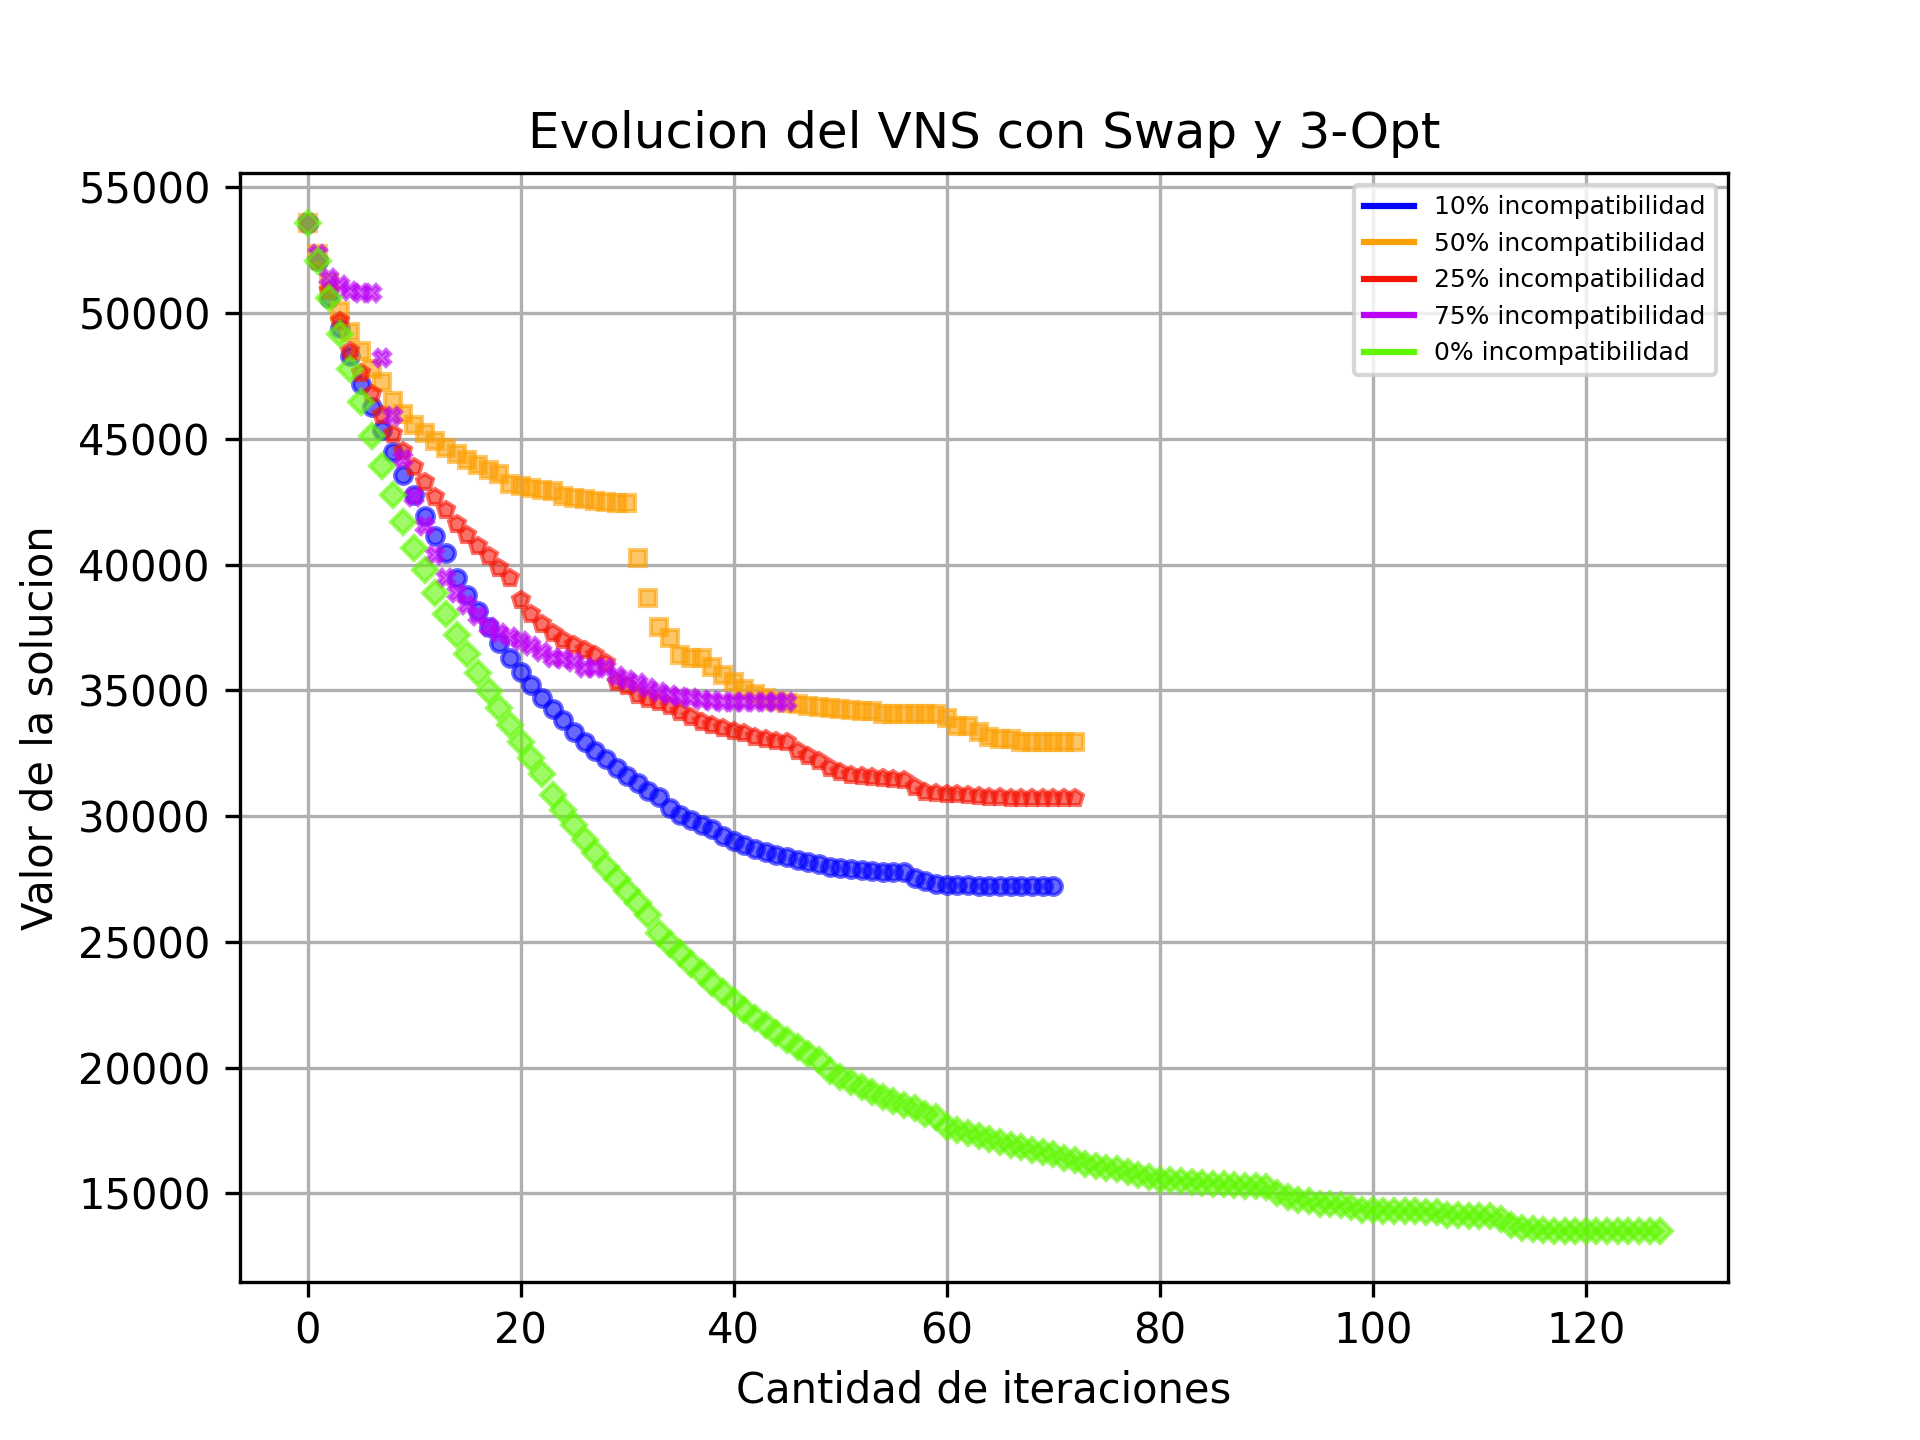 Evolucion del VNS con Swap y 3-Opt
55000
50000
45000
40000
35000
30000
25000
20000
15000
Valor de la solucion
10% incompatibilidad
50% incompatibilidad
25% incompatibilidad
75% incompatibilidad
0% incompatibilidad
0 20 40 60 80 100 120
Cantidad de iteraciones